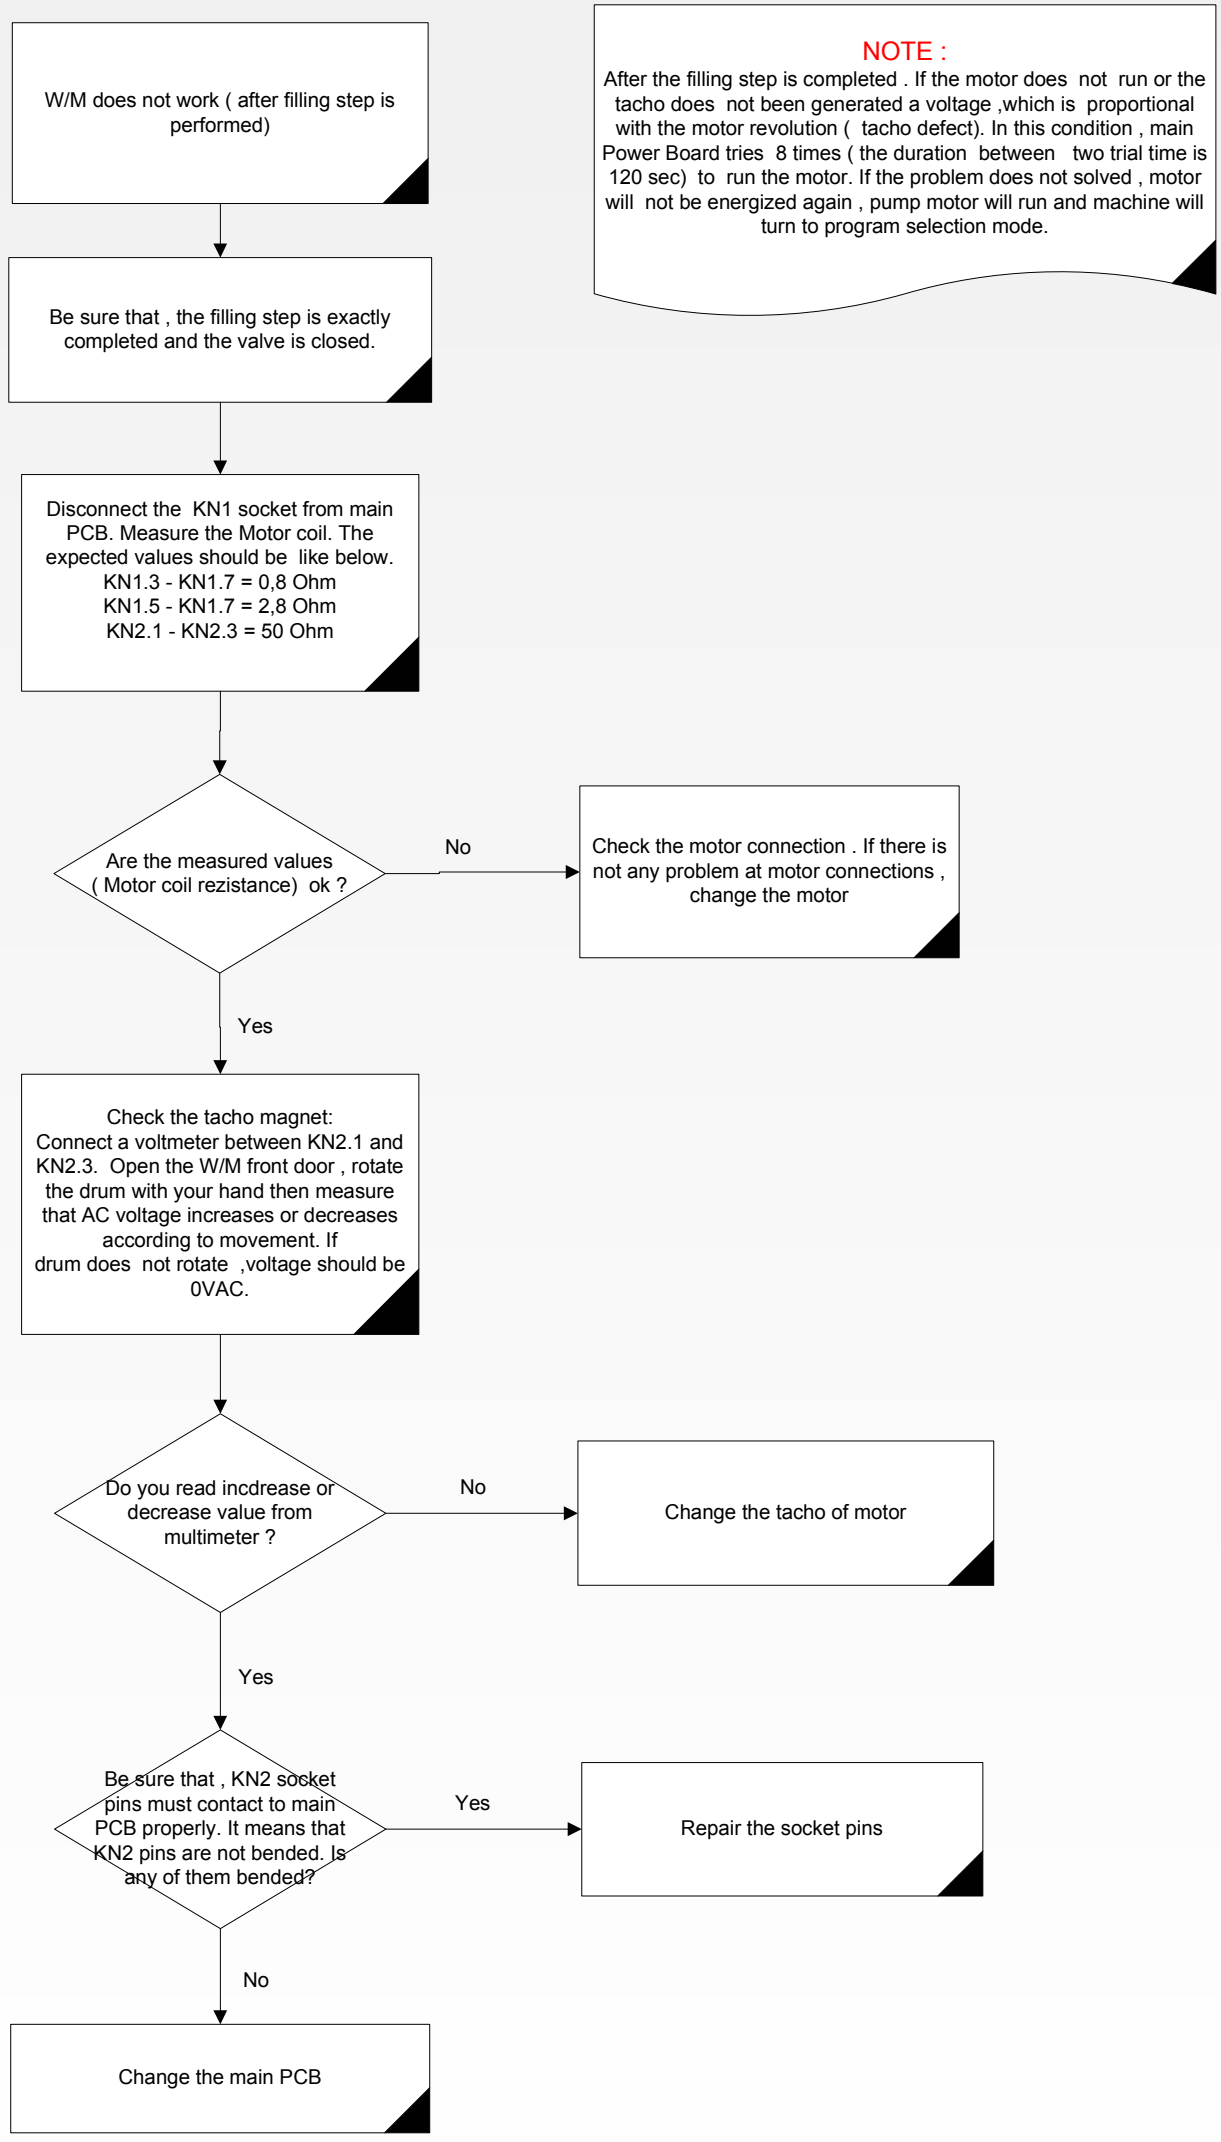 W/M does not work ( after filling step is
performed)
NOTE :
After the filling step is completed . If the motor does not run or the
tacho does not been generated a voltage ,which is proportional
with the motor revolution ( tacho defect). In this condition , main
Power Board tries 8 times ( the duration between two trial time is
120 sec) to run the motor. If the problem does not solved , motor
will not be energized again , pump motor will run and machine will
turn to program selection mode.
Be sure that , the filling step is exactly
completed and the valve is closed.
Disconnect the KN1 socket from main
PCB. Measure the Motor coil. The
expected values should be like below.
KN1.3 - KN1.7 = 0,8 Ohm
KN1.5 - KN1.7 = 2,8 Ohm
KN2.1 - KN2.3 = 50 Ohm
Are the measured values
( Motor coil rezistance) ok ?
No
Check the motor connection . If there is
not any problem at motor connections ,
change the motor
Yes
Check the tacho magnet:
Connect a voltmeter between KN2.1 and
KN2.3. Open the W/M front door , rotate
the drum with your hand then measure
that AC voltage increases or decreases
according to movement. If
drum does not rotate ,voltage should be
0VAC.
Do you read incdrease or
decrease value from
multimeter ?
No
Change the tacho of motor
Yes
Be sure that , KN2 socket
pins must contact to main
PCB properly. It means that
KN2 pins are not bended. Is
any of them bended?
Yes
Repair the socket pins
No
Change the main PCB